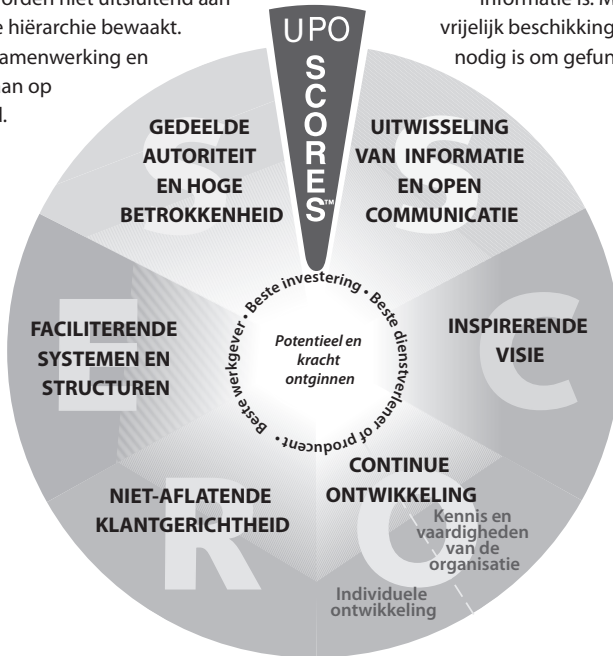 orden niet uitsluitend aan
e hiërarchie bewaakt.
amenwerking en
aan op
vrijelijk beschikking
nodig is om gefun
UPO
SCORES™
S
GEDEELDE
AUTORITEIT
EN HOGE
BETROKKENHEID
S
UITWISSELING
VAN INFORMATIE
EN OPEN
COMMUNICATIE
E
FACILITERENDE
SYSTEMEN EN
STRUCTUREN
C
INSPIRERENDE
VISIE
Beste werkgever • Beste investering • Beste dienstverlener of producent •
Potentieel en
kracht
ontginnen
R
NIET-AFLATENDE
KLANTGERICHTHEID
O
CONTINUE
ONTWIKKELING
Kennis en
vaardigheden
van de
organisatie
Individuele
ontwikkeling